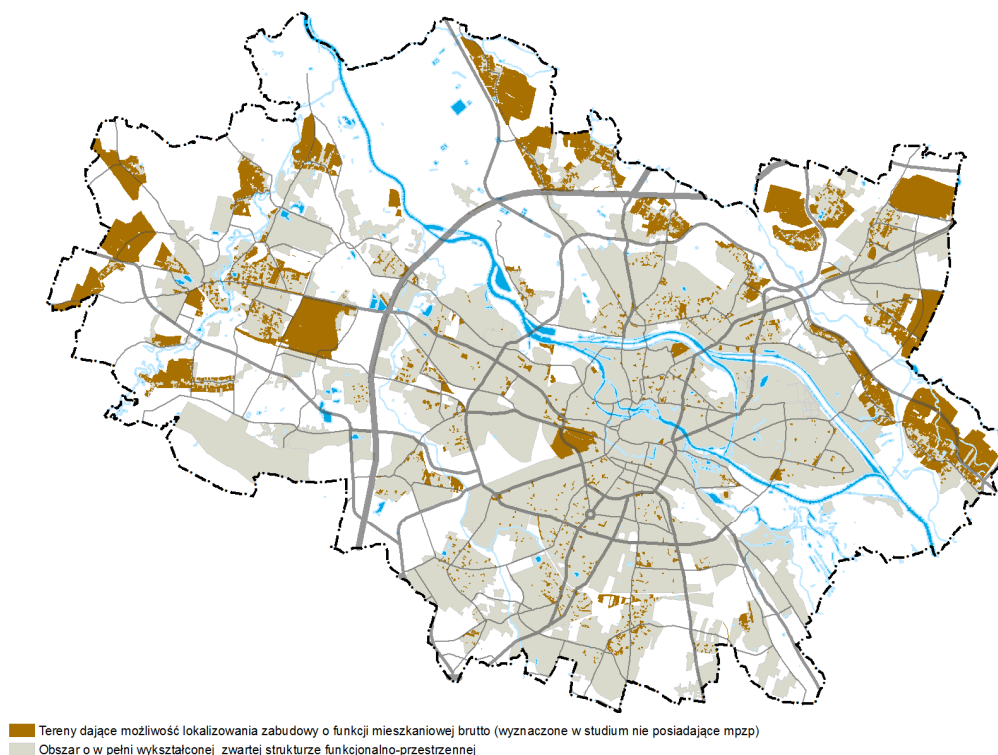 Tereny dające możliwość lokalizowania zabudowy o funkcji mieszkaniowej brutto (wyznaczone w studium nie posiadające mpzp)
Obszar o w pełni wykształconej zwartej strukturze funkcjonalno-przestrzennej